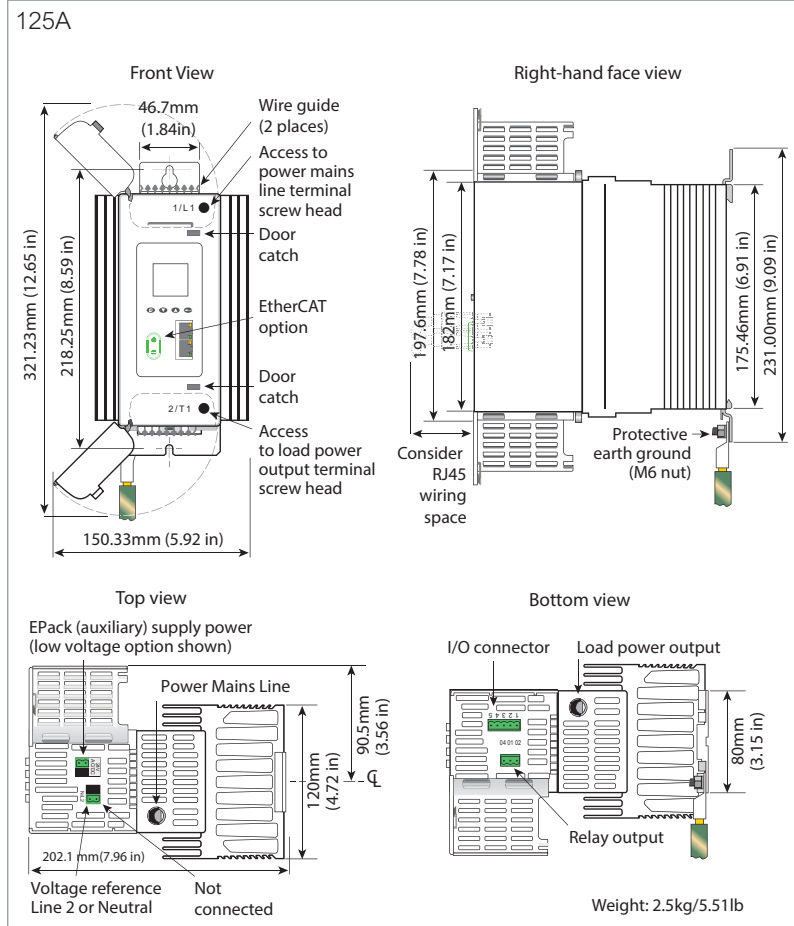 125A
Front View
Right-hand face view
46.7mm
(1.84in)
Wire guide
(2 places)
Access to
power mains
line terminal
screw head
Door
catch
EtherCAT
option
Door
catch
Access
to load power
output terminal
screw head
321.23mm (12.65 in)
218.25mm (8.59 in)
1/L1
2/T1
150.33mm (5.92 in)
197.6mm (7.78 in)
182mm (7.17 in)
175.46mm (6.91 in)
231.00mm (9.09 in)
Consider
RJ45
wiring
space
Protective
earth ground
(M6 nut)
Top view
EPack (auxiliary) supply power
(low voltage option shown)
Power Mains Line
90.5mm
(3.56 in)
120mm
(4.72 in)
202.1 mm(7.96 in)
Voltage reference
Line 2 or Neutral
Not
connected
Bottom view
I/O connector
Load power output
5 4 3 2 1
04 01 02
80mm
(3.15 in)
Relay output
Weight: 2.5kg/5.51lb